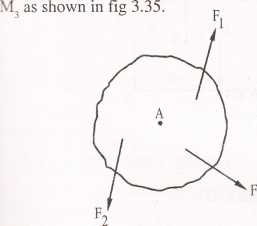 M₃ as shown in fig 3.35.
F₁
A
F
F₂